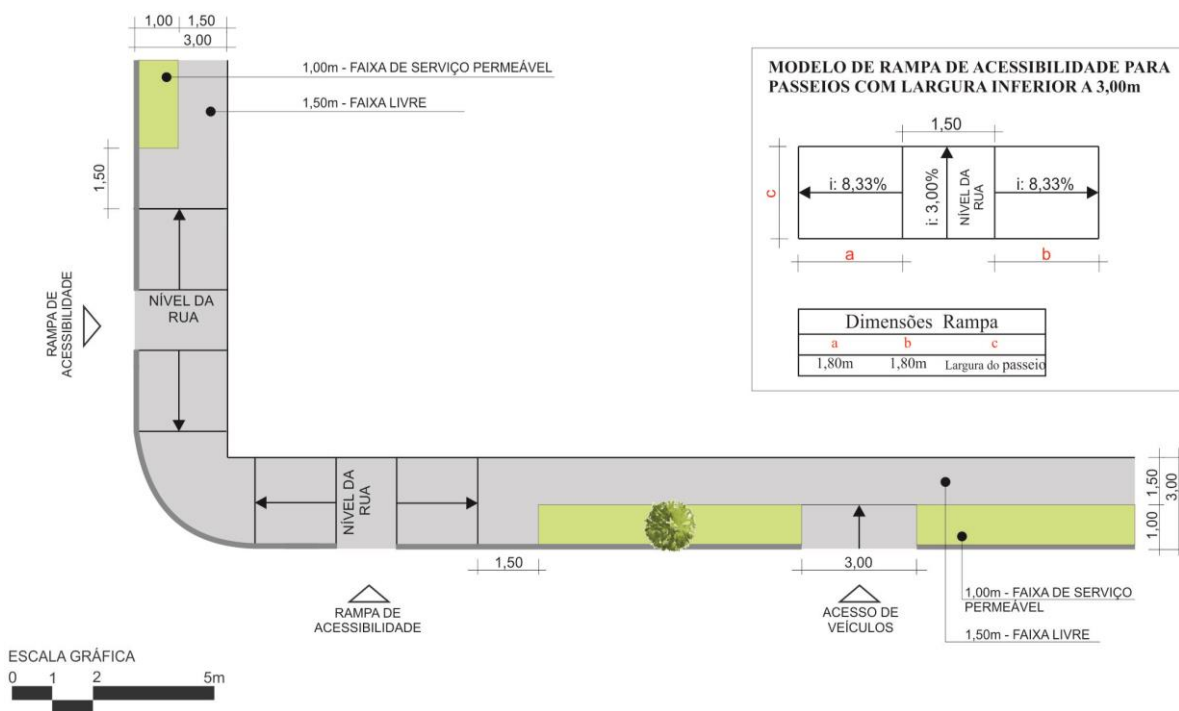 1,00 1,50
3,00
1,00m - FAIXA DE SERVIÇO PERMEÁVEL
1,50m - FAIXA LIVRE
1,50
NÍVEL DA
RUA
RAMPA DE
ACESSIBILIDADE
MODELO DE RAMPA DE ACESSIBILIDADE PARA
PASSEIOS COM LARGURA INFERIOR A 3,00m
1,50
c
i: 8,33%
i: 3,00%
NÍVEL DA
RUA
i: 8,33%
a
b
Dimensões Rampa
a b c
1,80m 1,80m Largura do passeio
NÍVEL DA
RUA
1,50
1,00
3,00
1,50
3,00
RAMPA DE
ACESSIBILIDADE
ACESSO DE
VEÍCULOS
1,00m - FAIXA DE SERVIÇO
PERMEÁVEL
1,50m - FAIXA LIVRE
ESCALA GRÁFICA
0 1 2 5m